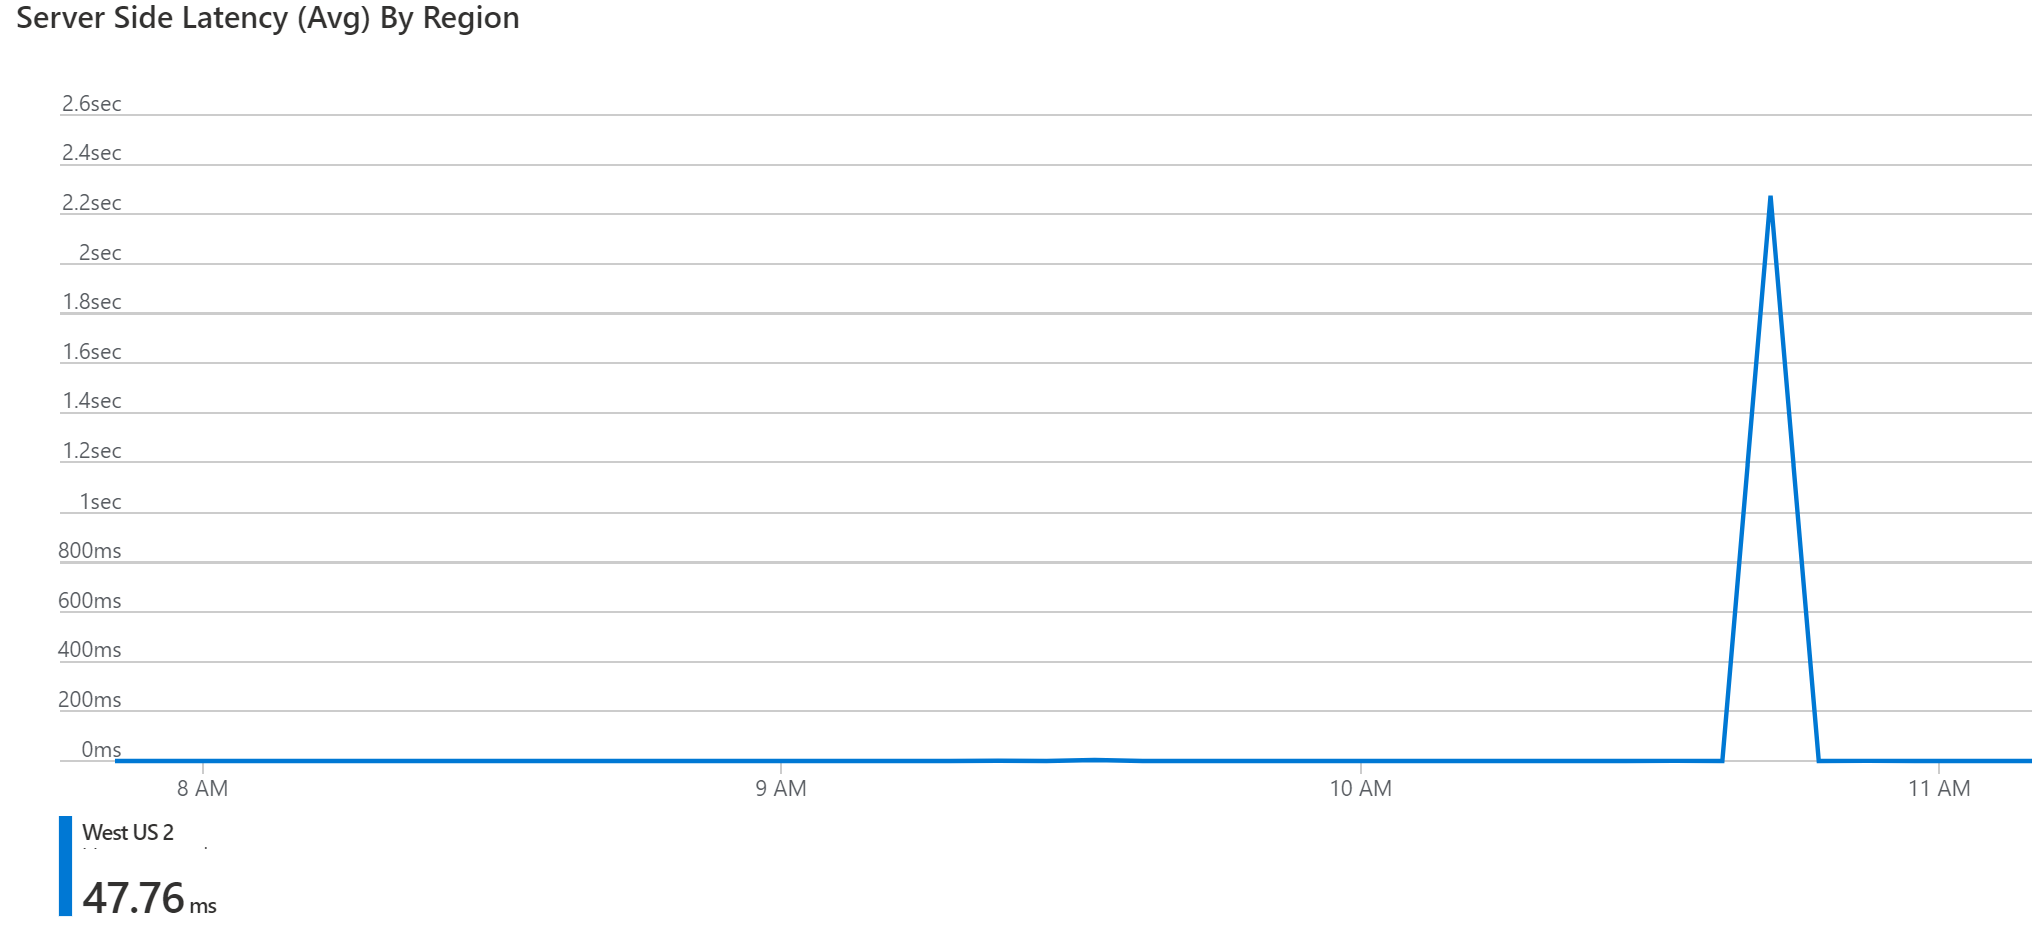 Server Side Latency (Avg) By Region
2.6sec
2.4sec
2.2sec
2sec
1.8sec
1.6sec
1.4sec
1.2sec
1sec
800ms
600ms
400ms
200ms
0ms
8 AM 9 AM 10 AM 11 AM
West US 2
47.76 ms